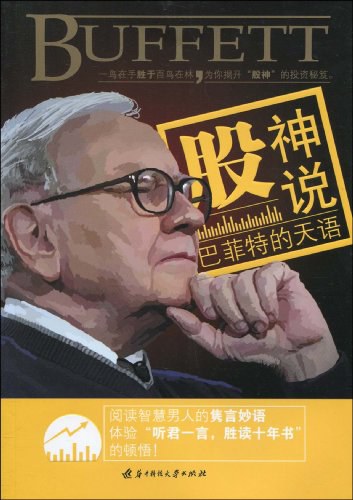 BUFFETT
一鸟在手胜于百鸟在林，为你揭开“股神”的投资秘笈。
股神说
巴菲特的天语
阅读智慧男人的隽言妙语
体验“听君一言，胜读十年书”
的顿悟！
华中科技大学出版社